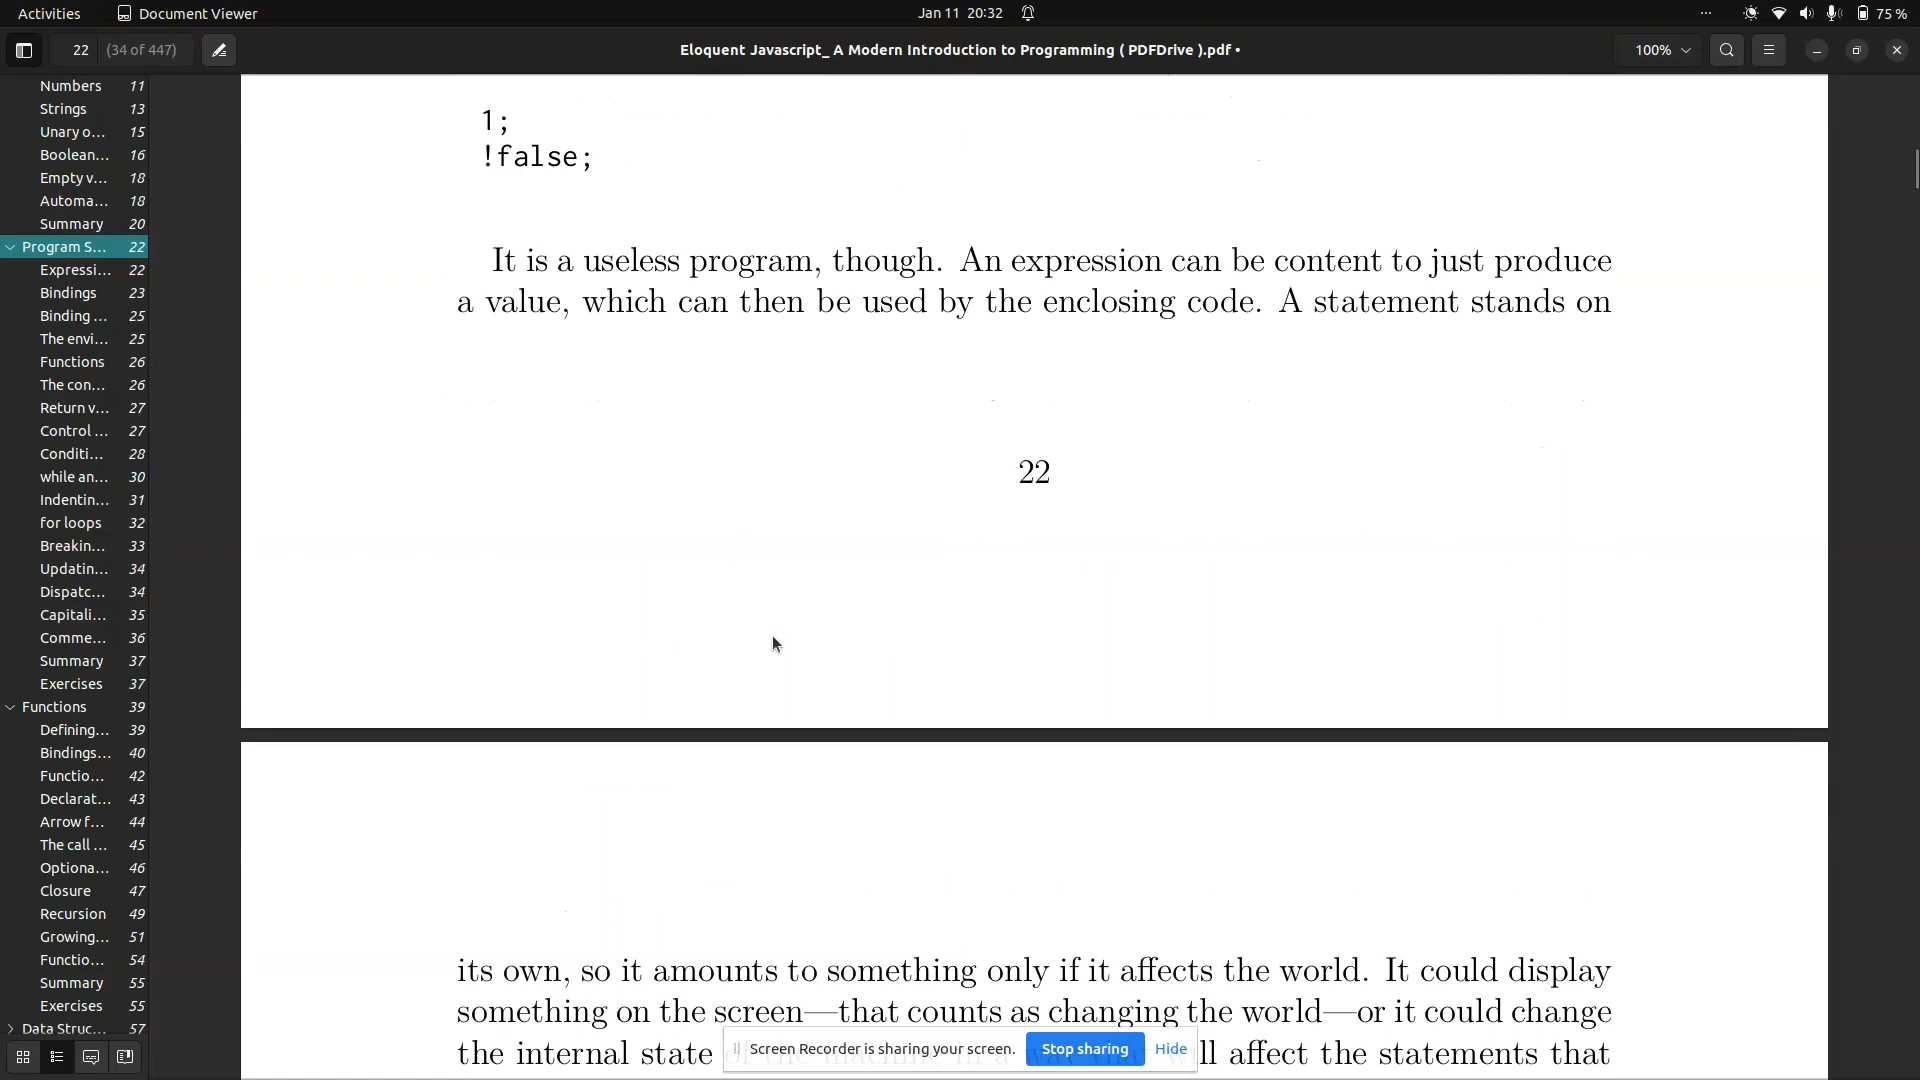 Activities
Document Viewer
Jan 11 20:32
75 %
22 (34 of 447)
Eloquent Javascript_ A Modern Introduction to Programming ( PDFDrive ).pdf •
100%
Numbers 11
Strings 13
Unary o… 15
Boolean… 16
Empty v… 18
Automa… 18
Summary 20
Program S… 22
Expressi… 22
Bindings 23
Binding … 25
The envi… 25
Functions 26
The con… 26
Return v… 27
Control … 27
Conditi… 28
while an… 30
Indentin… 31
for loops 32
Breakin… 33
Updatin… 34
Dispatc… 34
Capitali… 35
Comme… 36
Summary 37
Exercises 37
Functions 39
Defining… 39
Bindings… 40
Functio… 42
Declarat… 43
Arrow f… 44
The call … 45
Optiona… 46
Closure 47
Recursion 49
Growing… 51
Functio… 54
Summary 55
Exercises 55
Data Struc… 57
1;
!false;
It is a useless program, though. An expression can be content to just produce
a value, which can then be used by the enclosing code. A statement stands on
22
its own, so it amounts to something only if it affects the world. It could display
something on the screen—that counts as changing the world—or it could change
the internal state of the machine in a way that will affect the statements that
Screen Recorder is sharing your screen.
Stop sharing
Hide